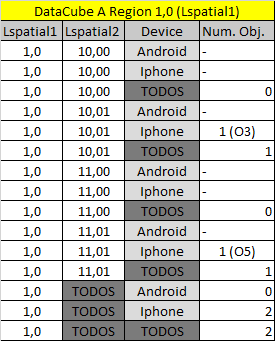 DataCube A Region 1,0 (Lspatial1)
Lspatial1 Lspatial2 Device Num. Obj.
1,0 10,00 Android -
1,0 10,00 Iphone -
1,0 10,00 TODOS 0
1,0 10,01 Android -
1,0 10,01 Iphone 1 (O3)
1,0 10,01 TODOS 1
1,0 11,00 Android -
1,0 11,00 Iphone -
1,0 11,00 TODOS 0
1,0 11,01 Android -
1,0 11,01 Iphone 1 (O5)
1,0 11,01 TODOS 1
1,0 TODOS Android 0
1,0 TODOS Iphone 2
1,0 TODOS TODOS 2